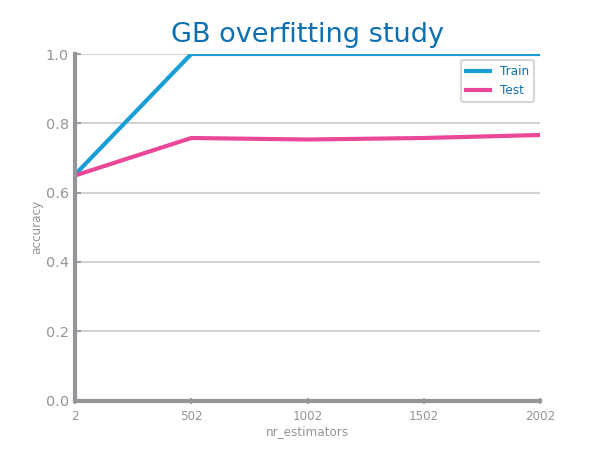 GB overfitting study
1.0
0.8
0.6
0.4
0.2
0.0
accuracy
Train
Test
2 502 1002 1502 2002
nr_estimators